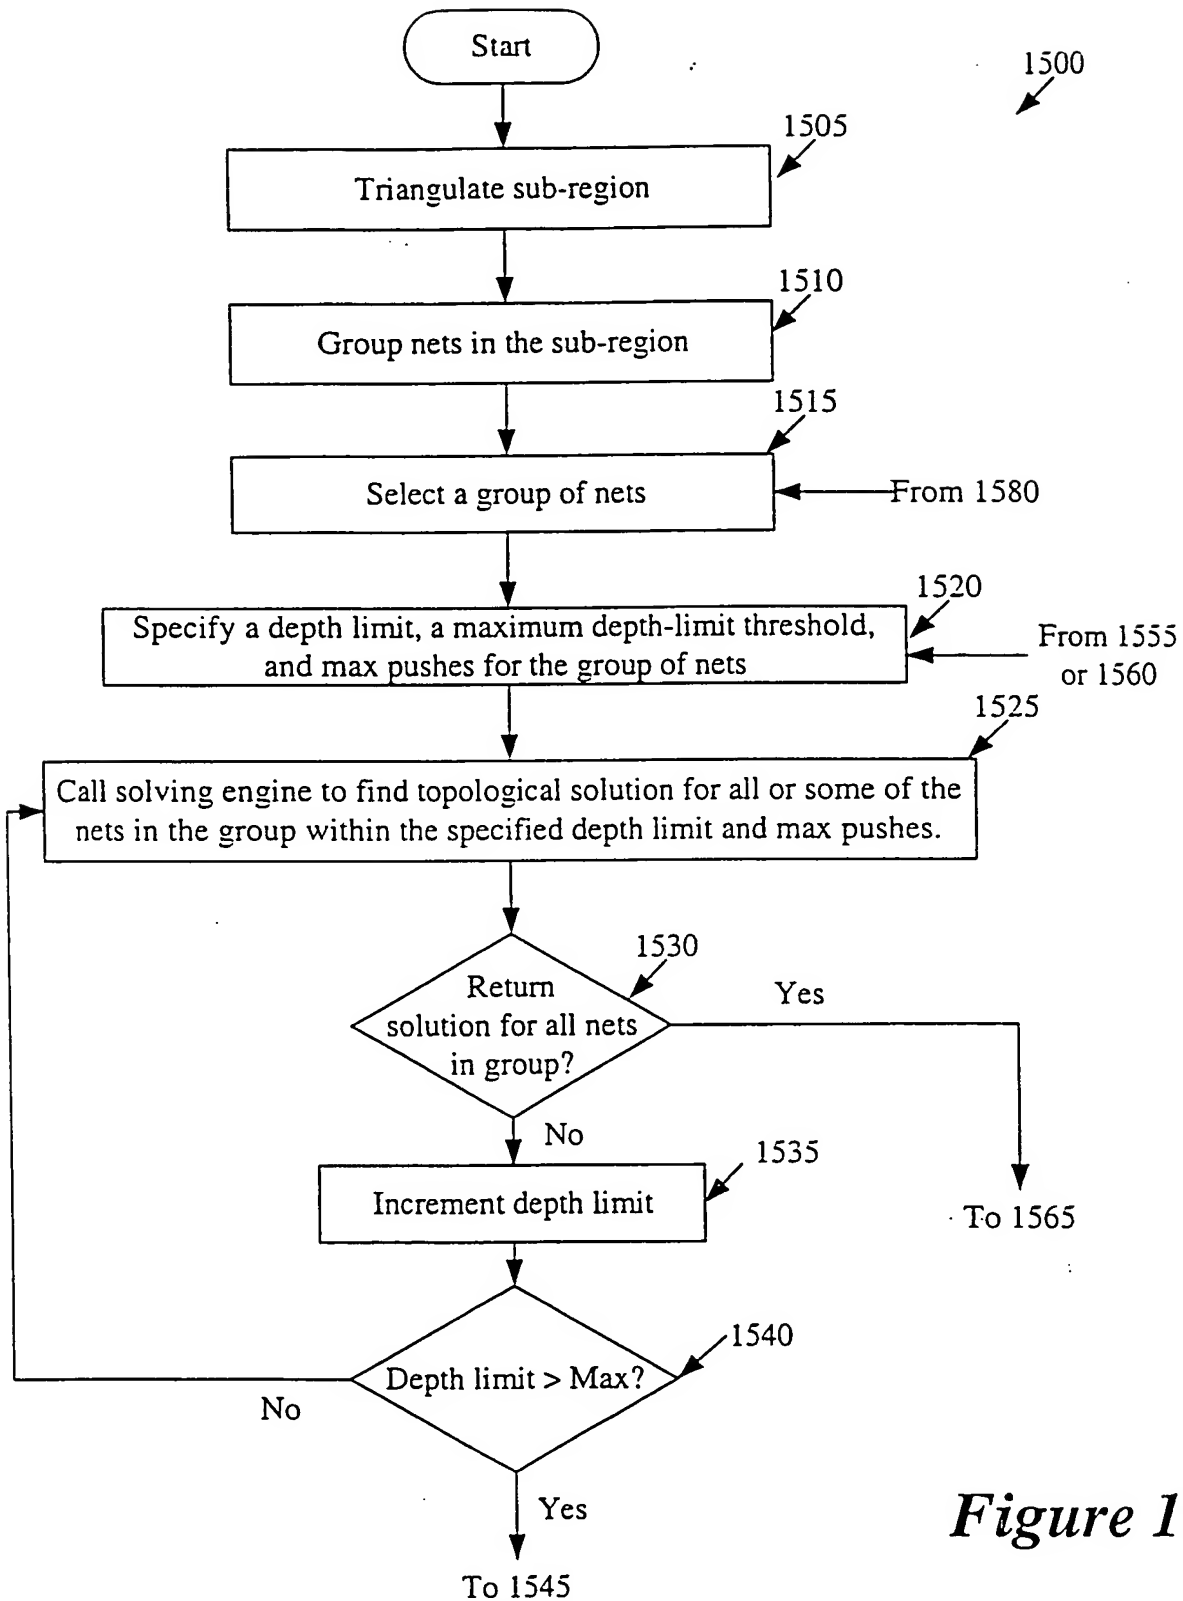 Start
1500
1505
Triangulate sub-region
1510
Group nets in the sub-region
1515
Select a group of nets
From 1580
1520
Specify a depth limit, a maximum depth-limit threshold,
and max pushes for the group of nets
From 1555
or 1560
1525
Call solving engine to find topological solution for all or some of the
nets in the group within the specified depth limit and max pushes.
1530
Return
solution for all nets
in group?
Yes
No
1535
Increment depth limit
To 1565
1540
Depth limit > Max?
No
Yes
To 1545
Figure 1